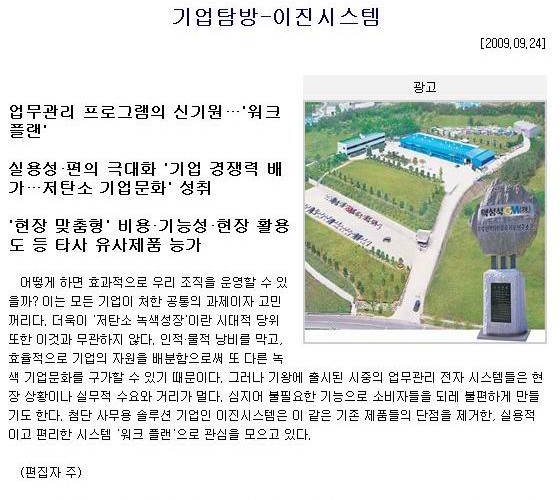 기업탐방-이진시스템
[2009.09.24]
광고
업무관리 프로그램의 신기원…'워크
플랜'
실용성·편의 극대화 '기업 경쟁력 배
가…저탄소 기업문화' 성취
'현장 맞춤형' 비용·기능성·현장 활용
도 등 타사 유사제품 능가
어떻게 하면 효과적으로 우리 조직을 운영할 수 있
을까? 이는 모든 기업이 처한 공통의 과제이자 고민
꺼리다. 더욱이 '저탄소 녹색성장'이란 시대적 당위
또한 이것과 무관하지 않다. 인적·물적 낭비를 막고,
효율적으로 기업의 자원을 배분함으로써 또 다른 녹
색 기업문화를 구가할 수 있기 때문이다. 그러나 기왕에 출시된 시중의 업무관리 전자 시스템들은 현
장 상황이나 실무적 수요와 거리가 멀다. 심지어 불필요한 기능으로 소비자들을 되레 불편하게 만들
기도 한다. 첨단 사무용 솔루션 기업인 이진시스템은 이 같은 기존 제품들의 단점을 제거한, 실용적
이고 편리한 시스템 '워크 플랜'으로 관심을 모으고 있다.
(편집자 주)